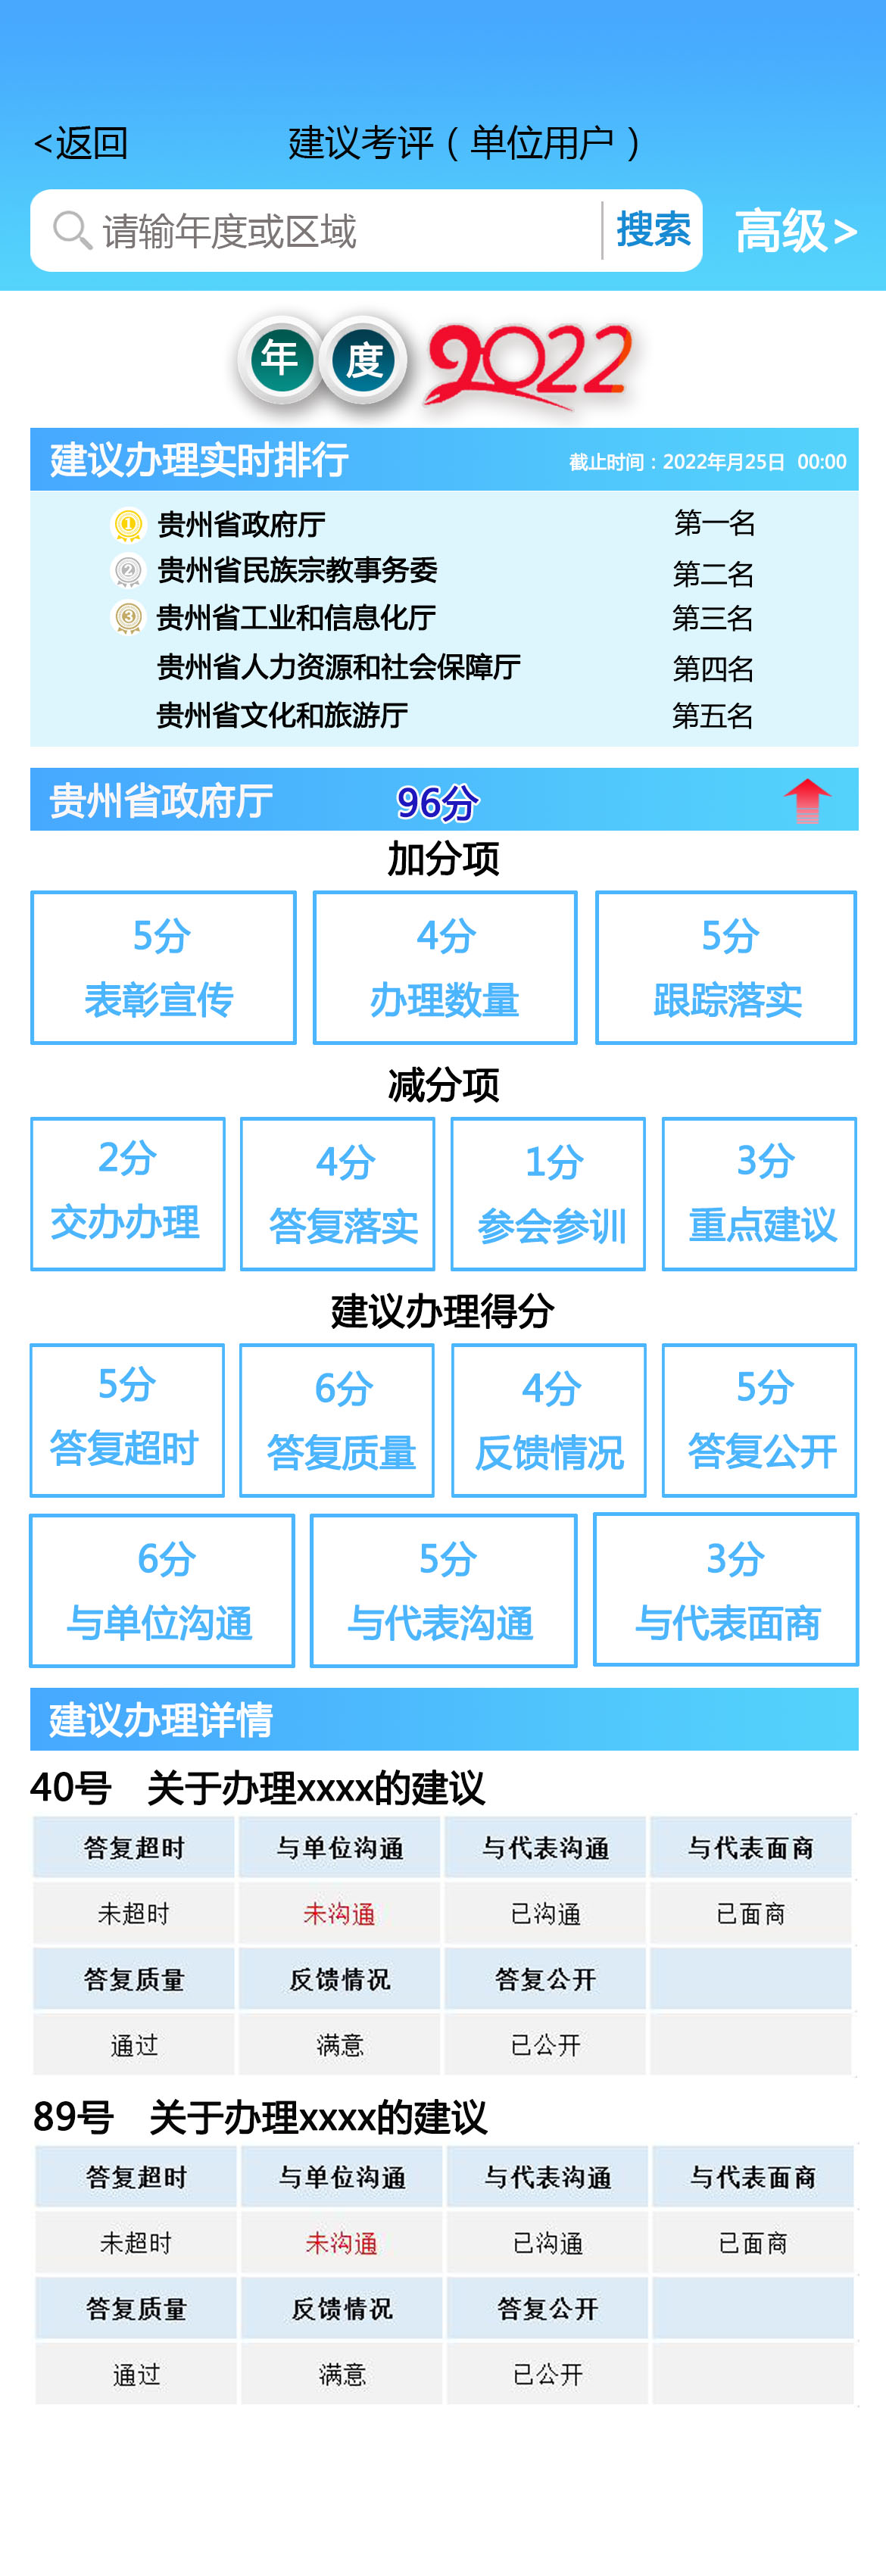 <返回 建议考评（单位用户）
请输年度或区域 搜索 高级>
年度 2022
建议办理实时排行 截止时间：2022年月25日 00:00
1 贵州省政府厅 第一名
2 贵州省民族宗教事务委 第二名
3 贵州省工业和信息化厅 第三名
贵州省人力资源和社会保障厅 第四名
贵州省文化和旅游厅 第五名
贵州省政府厅 96分
加分项
5分 4分 5分
表彰宣传 办理数量 跟踪落实
减分项
2分 4分 1分 3分
交办办理 答复落实 参会参训 重点建议
建议办理得分
5分 6分 4分 5分
答复超时 答复质量 反馈情况 答复公开
6分 5分 3分
与单位沟通 与代表沟通 与代表面商
建议办理详情
40号 关于办理xxxx的建议
答复超时 与单位沟通 与代表沟通 与代表面商
未超时 未沟通 已沟通 已面商
答复质量 反馈情况 答复公开
通过 满意 已公开
89号 关于办理xxxx的建议
答复超时 与单位沟通 与代表沟通 与代表面商
未超时 未沟通 已沟通 已面商
答复质量 反馈情况 答复公开
通过 满意 已公开